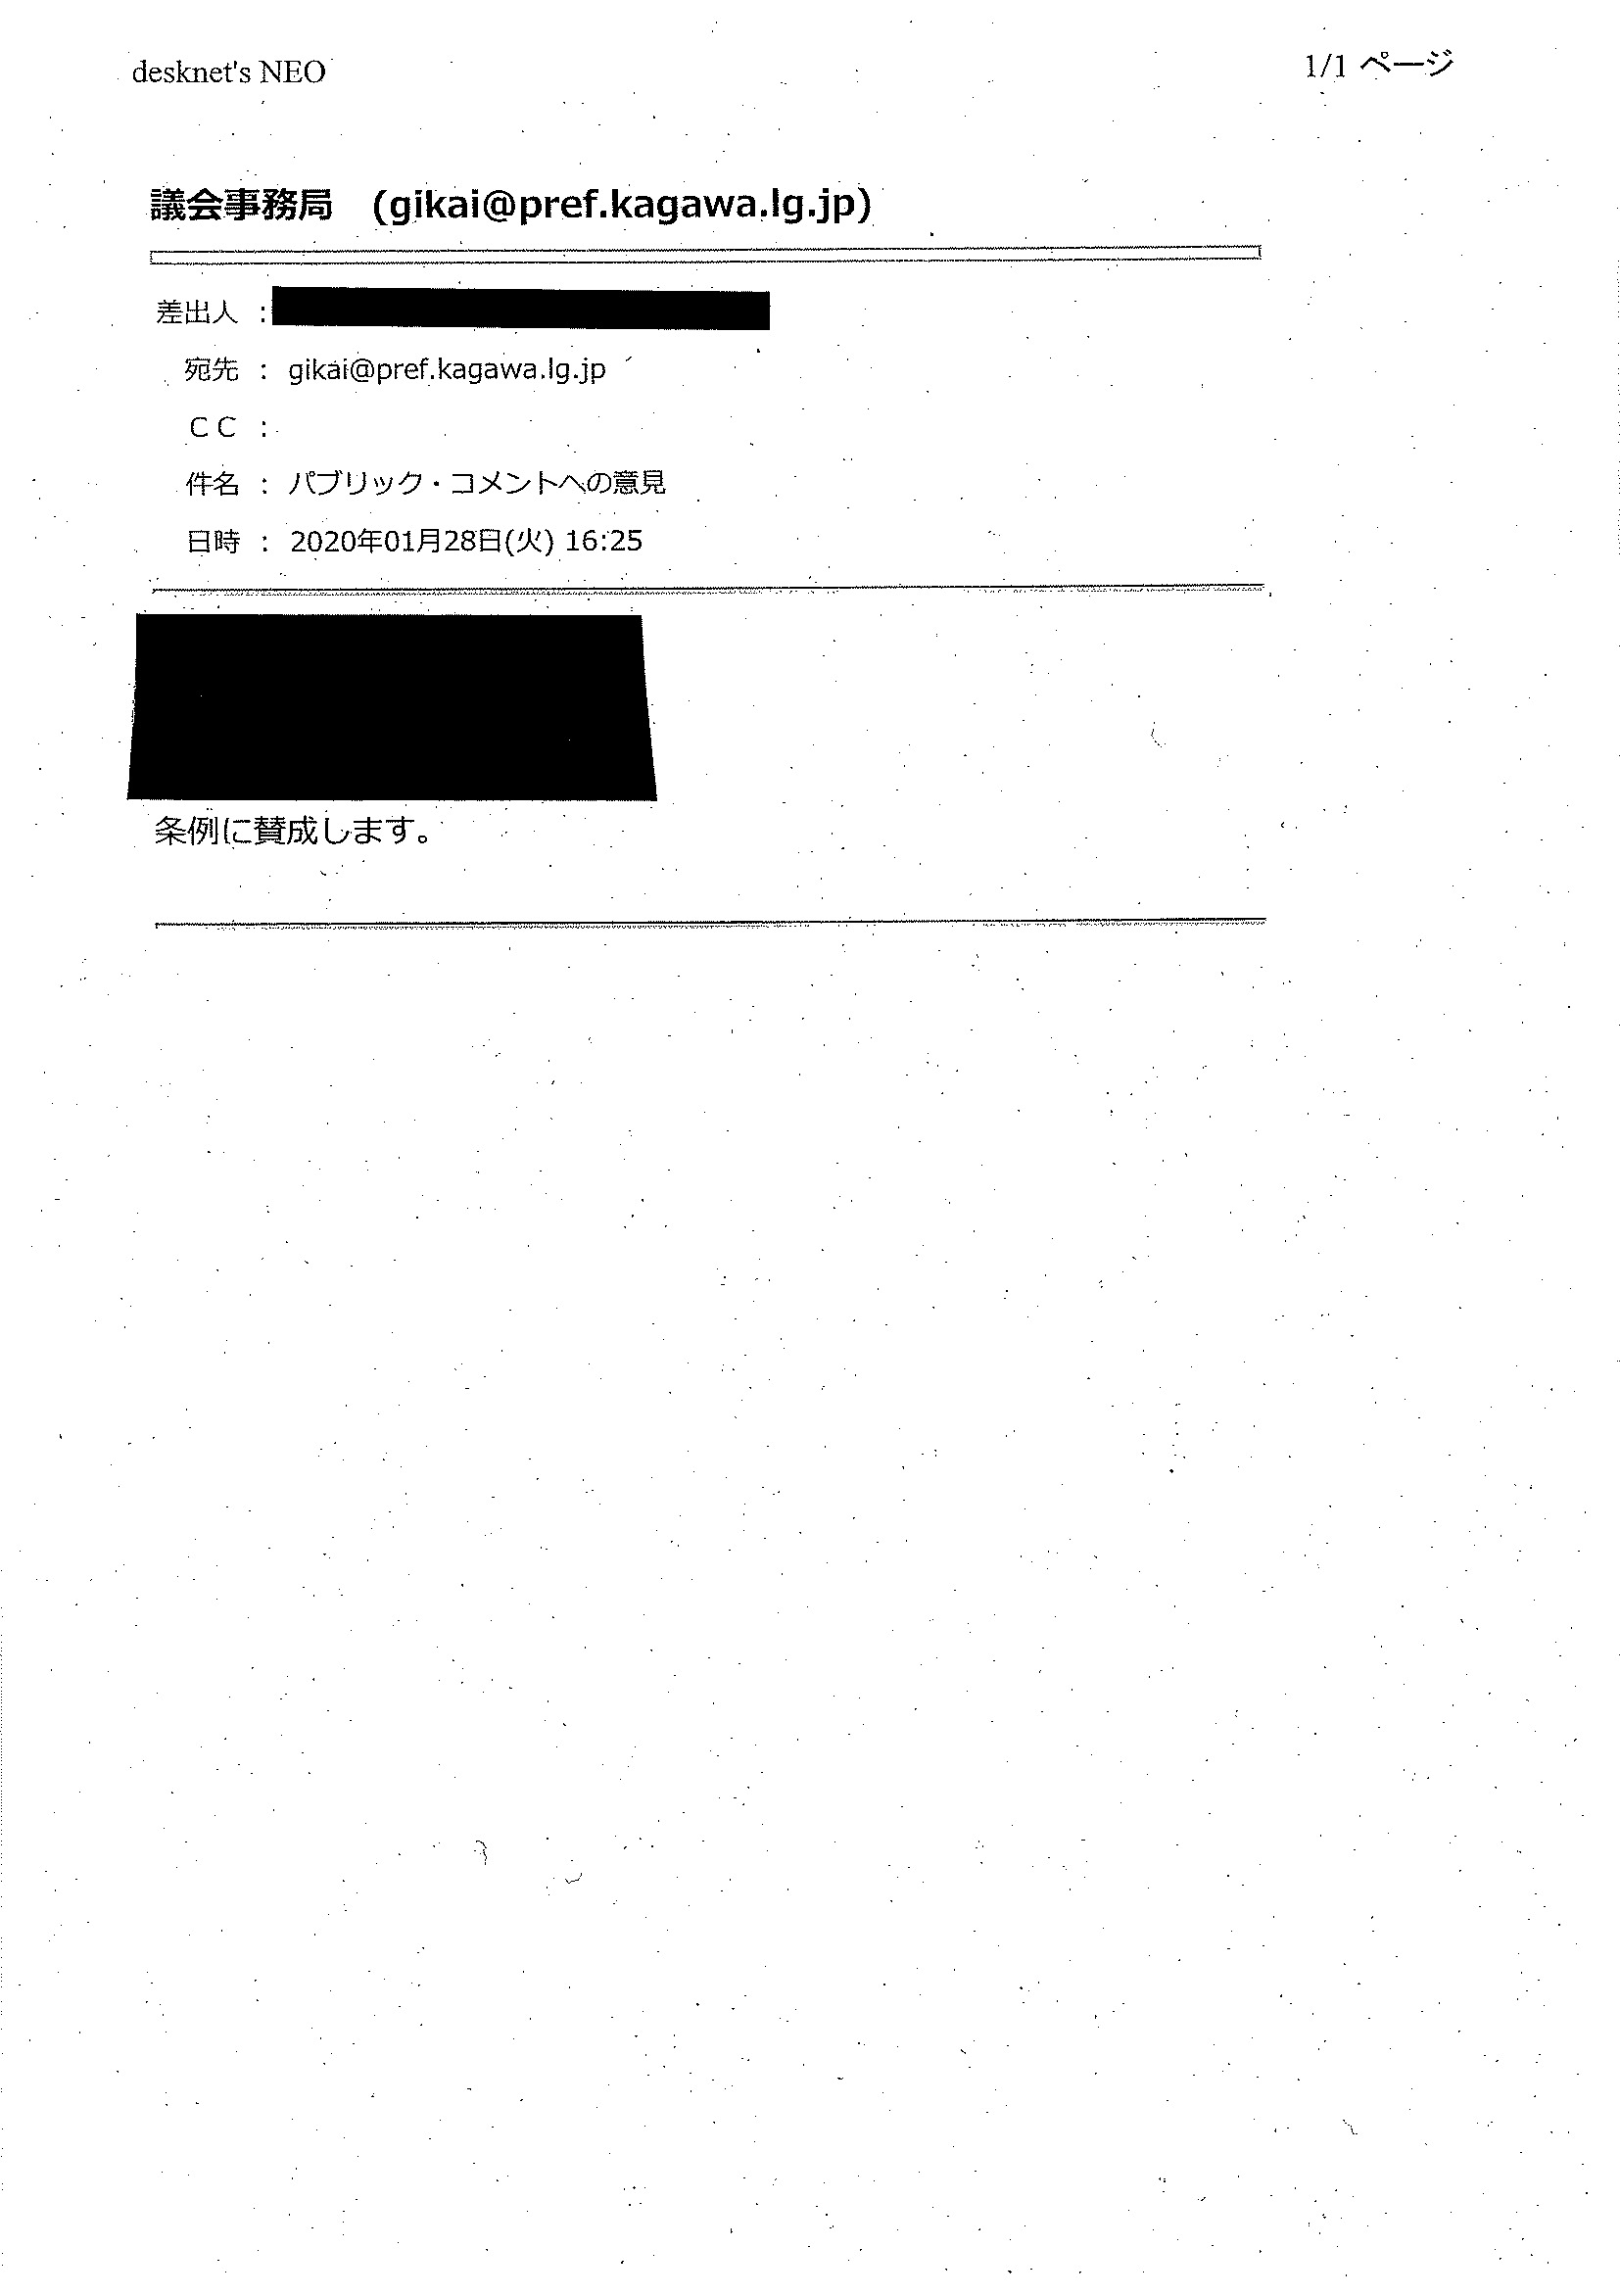 desknet's NEO
1/1 ページ
議会事務局 (gikai@pref.kagawa.lg.jp)
差出人 :
宛先 : gikai@pref.kagawa.lg.jp
CC :
件名 : パブリック・コメントへの意見
日時 : 2020年01月28日(火) 16:25
条例に賛成します。